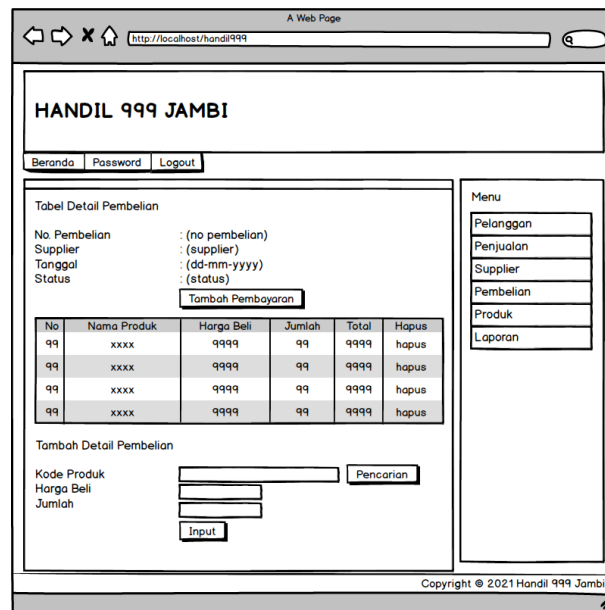 A Web Page
http://localhost/handil999
HANDIL 999 JAMBI
Beranda Password Logout
Tabel Detail Pembelian
No. Pembelian : (no pembelian)
Supplier : (supplier)
Tanggal : (dd-mm-yyyy)
Status : (status)
Tambah Pembayaran
No Nama Produk Harga Beli Jumlah Total Hapus
99 xxxx 9999 99 9999 hapus
99 xxxx 9999 99 9999 hapus
99 xxxx 9999 99 9999 hapus
99 xxxx 9999 99 9999 hapus
Tambah Detail Pembelian
Kode Produk Pencarian
Harga Beli
Jumlah
Input
Menu
Pelanggan
Penjualan
Supplier
Pembelian
Produk
Laporan
Copyright © 2021 Handil 999 Jambi